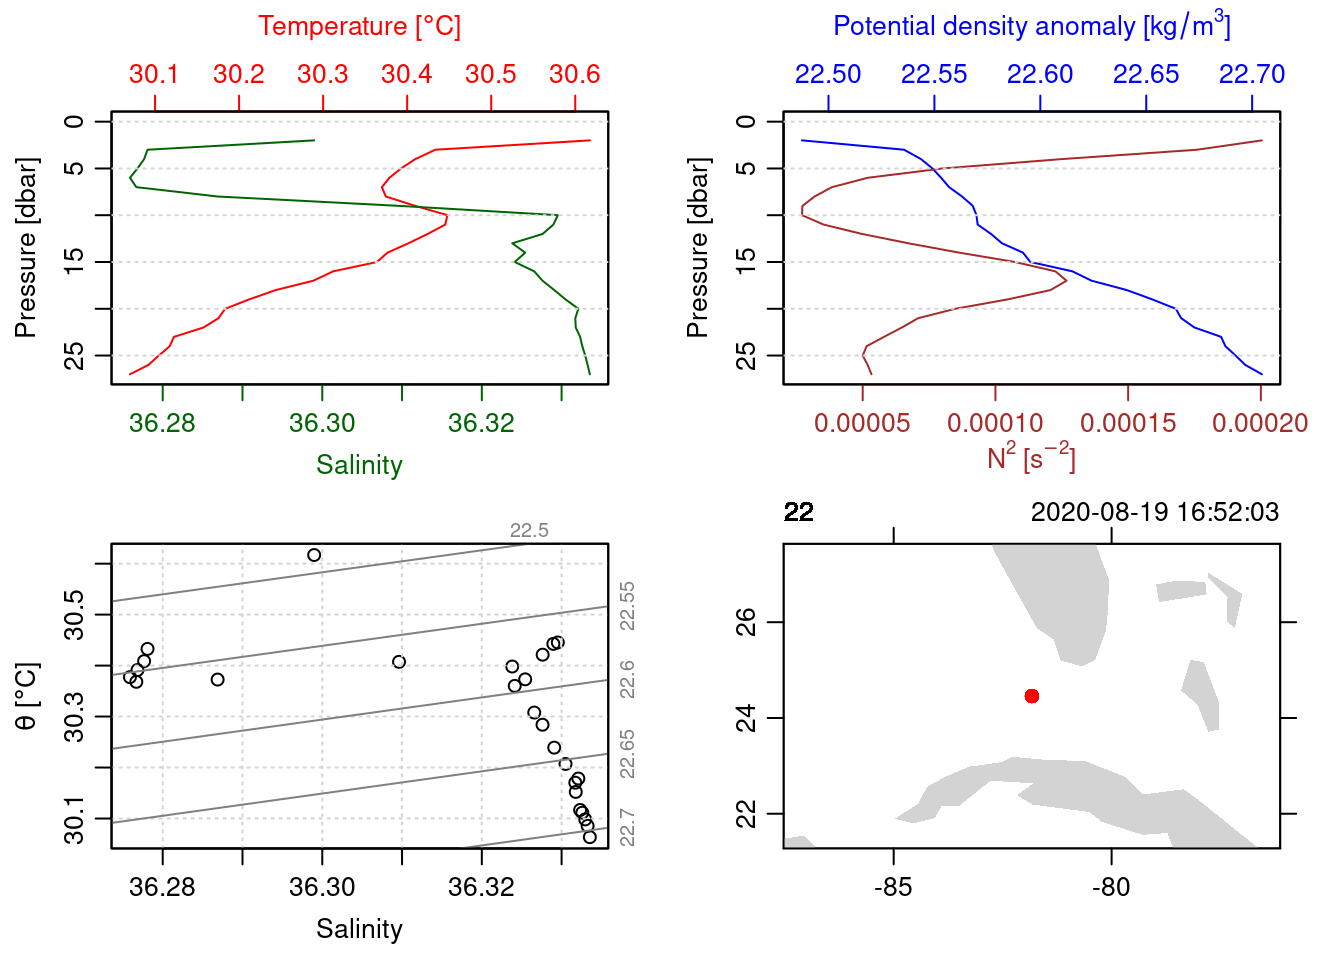 Temperature [°C]
30.1 30.2 30.3 30.4 30.5 30.6
0
5
15
25
Pressure [dbar]
36.28 36.30 36.32
Salinity
Potential density anomaly [kg/m³]
22.50 22.55 22.60 22.65 22.70
0
5
15
25
Pressure [dbar]
0.00005 0.00010 0.00015 0.00020
N² [s⁻²]
22.5
22.55
22.6
22.65
22.7
30.5
30.3
30.1
θ [°C]
36.28 36.30 36.32
Salinity
22 2020-08-19 16:52:03
26
24
22
-85 -80